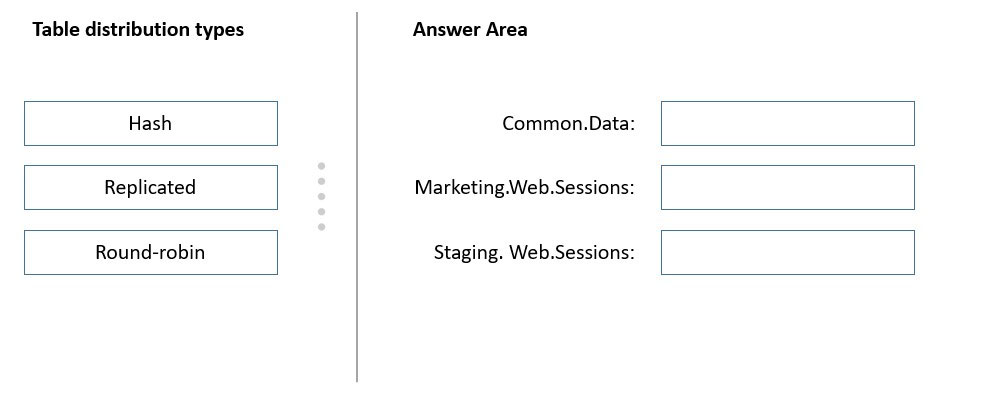 Table distribution types
Answer Area
Hash
Common.Data:
Replicated
Marketing.Web.Sessions:
Round-robin
Staging. Web.Sessions: